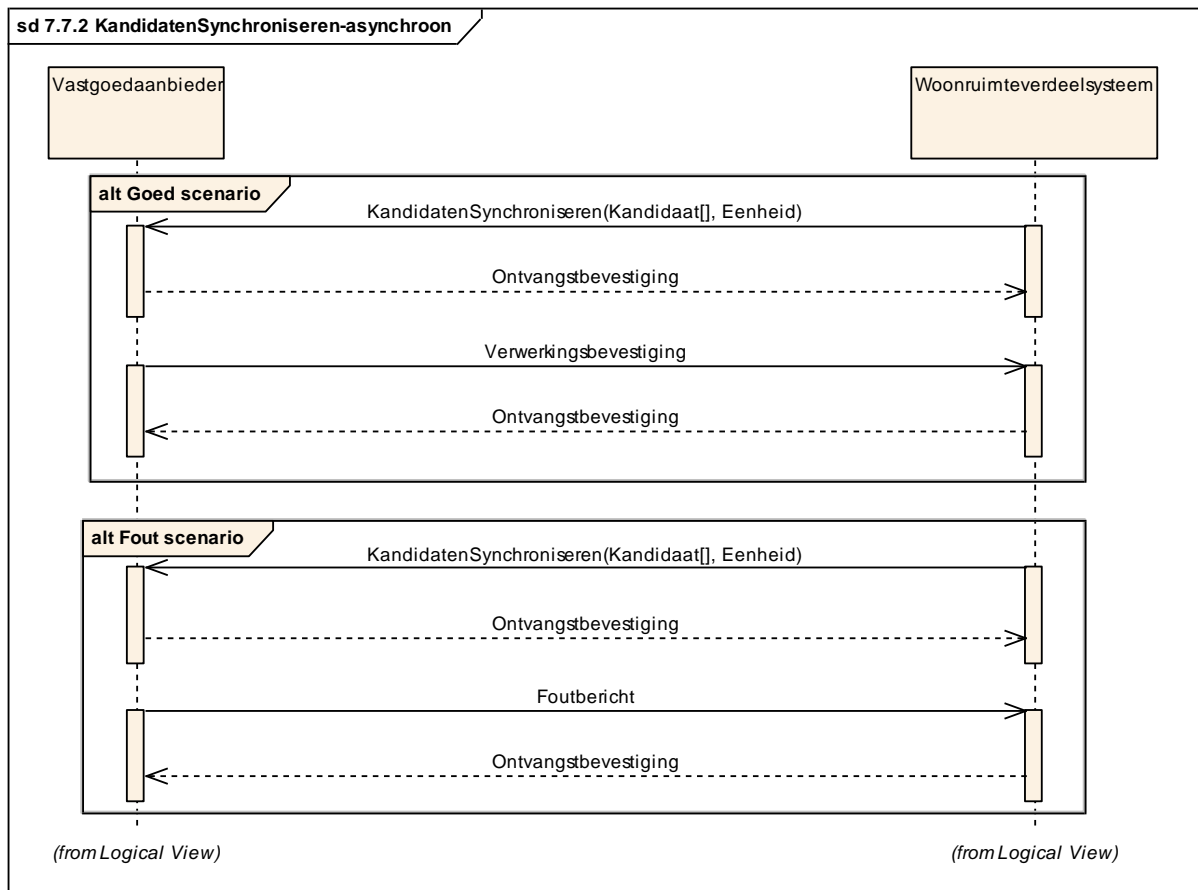 sd 7.7.2 KandidatenSynchroniseren-asynchroon
Vastgoedaanbieder
Woonruimteverdeelsysteem
alt Goed scenario
KandidatenSynchroniseren(Kandidaat[], Eenheid)
Ontvangstbevestiging
Verwerkingsbevestiging
Ontvangstbevestiging
alt Fout scenario
KandidatenSynchroniseren(Kandidaat[], Eenheid)
Ontvangstbevestiging
Foutbericht
Ontvangstbevestiging
(from Logical View)
(from Logical View)